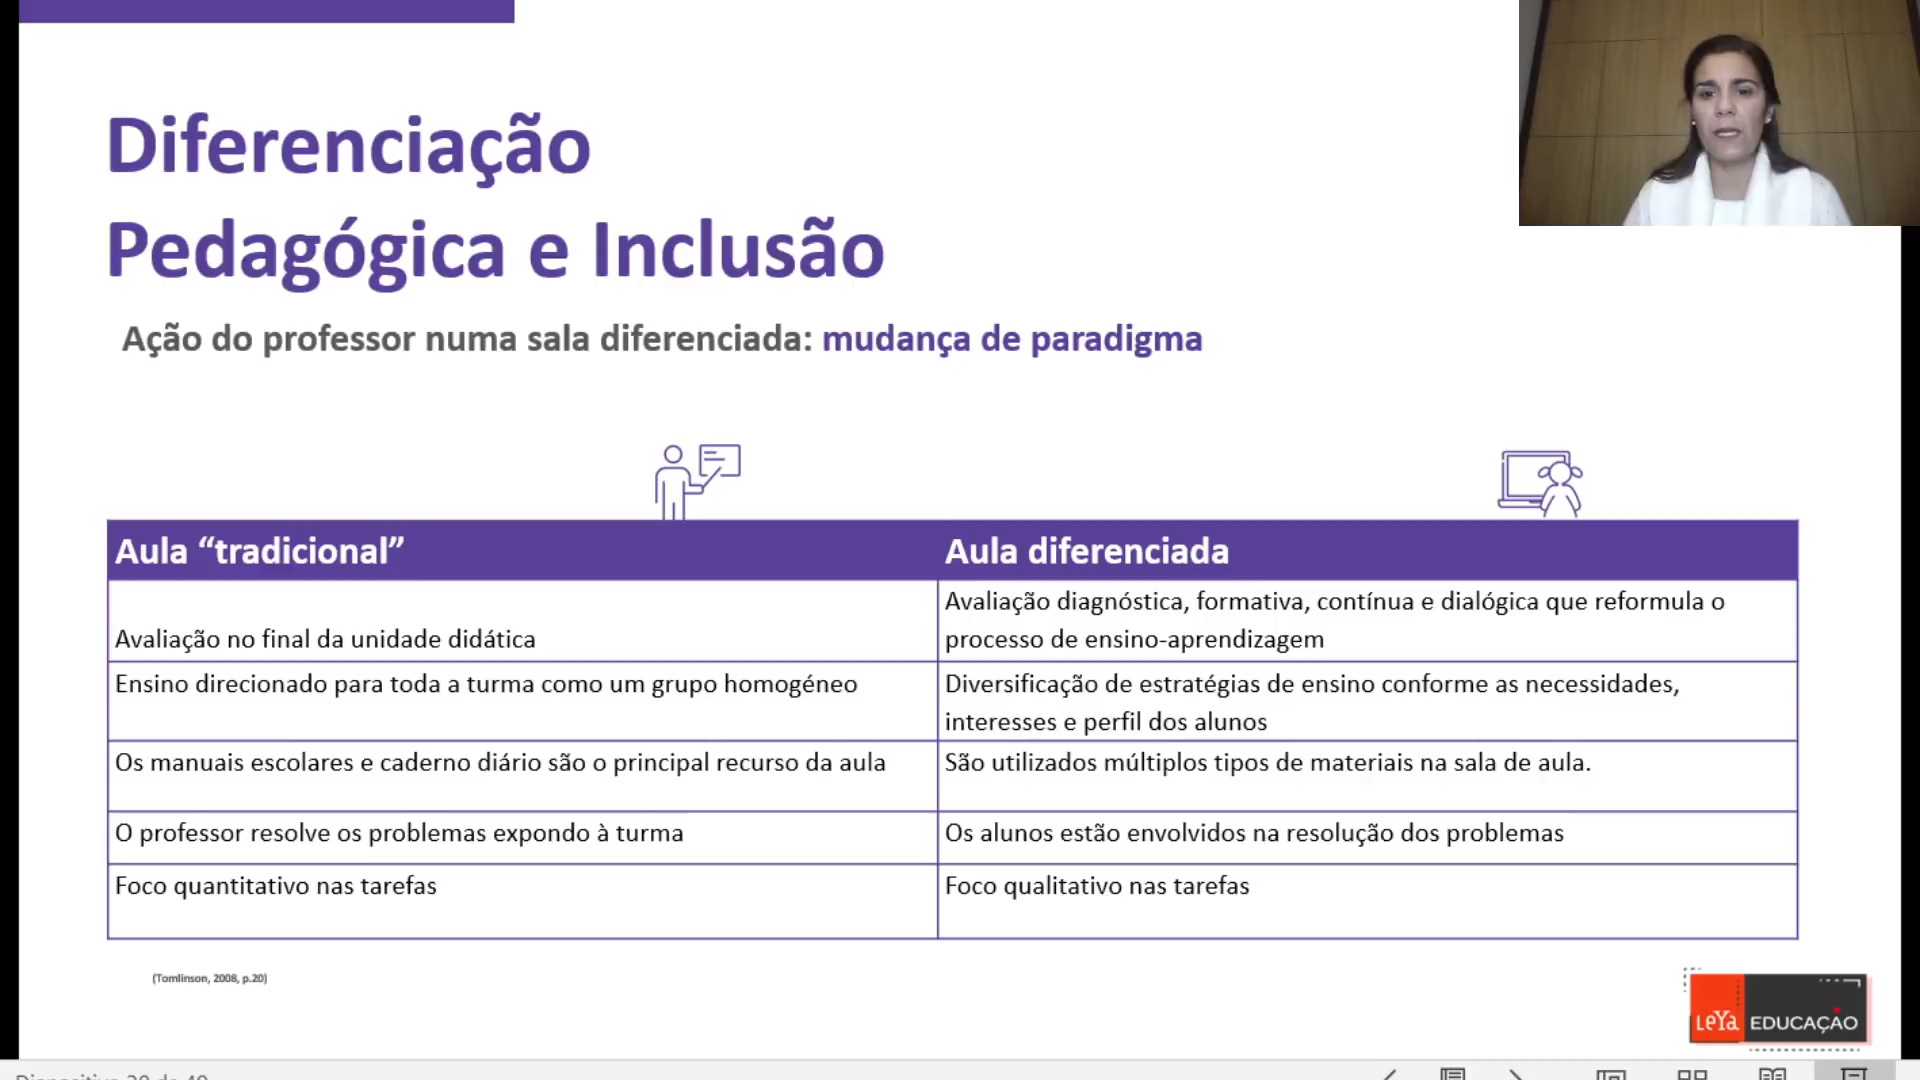 Diferenciação
Pedagógica e Inclusão
Ação do professor numa sala diferenciada: mudança de paradigma
Aula “tradicional”
Aula diferenciada
Avaliação no final da unidade didática
Avaliação diagnóstica, formativa, contínua e dialógica que reformula o
processo de ensino-aprendizagem
Ensino direcionado para toda a turma como um grupo homogéneo
Diversificação de estratégias de ensino conforme as necessidades,
interesses e perfil dos alunos
Os manuais escolares e caderno diário são o principal recurso da aula
São utilizados múltiplos tipos de materiais na sala de aula.
O professor resolve os problemas expondo à turma
Os alunos estão envolvidos na resolução dos problemas
Foco quantitativo nas tarefas
Foco qualitativo nas tarefas
(Tomlinson, 2008, p.20)
LeYa EDUCAÇÃO